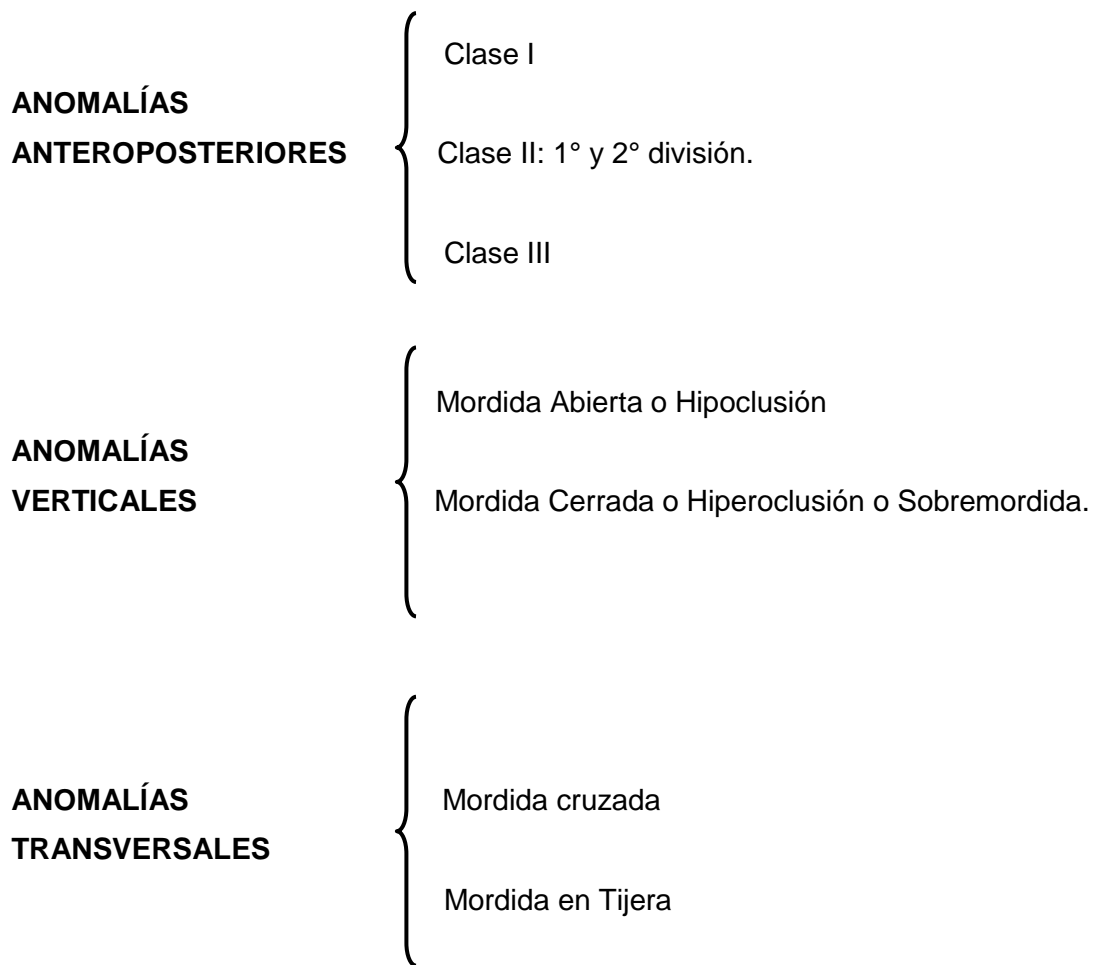 Clase I
ANOMALÍAS
ANTEROPOSTERIORES
Clase II: 1° y 2° división.
Clase III
Mordida Abierta o Hipoclusión
ANOMALÍAS
VERTICALES
Mordida Cerrada o Hiperoclusión o Sobremordida.
ANOMALÍAS
TRANSVERSALES
Mordida cruzada
Mordida en Tijera